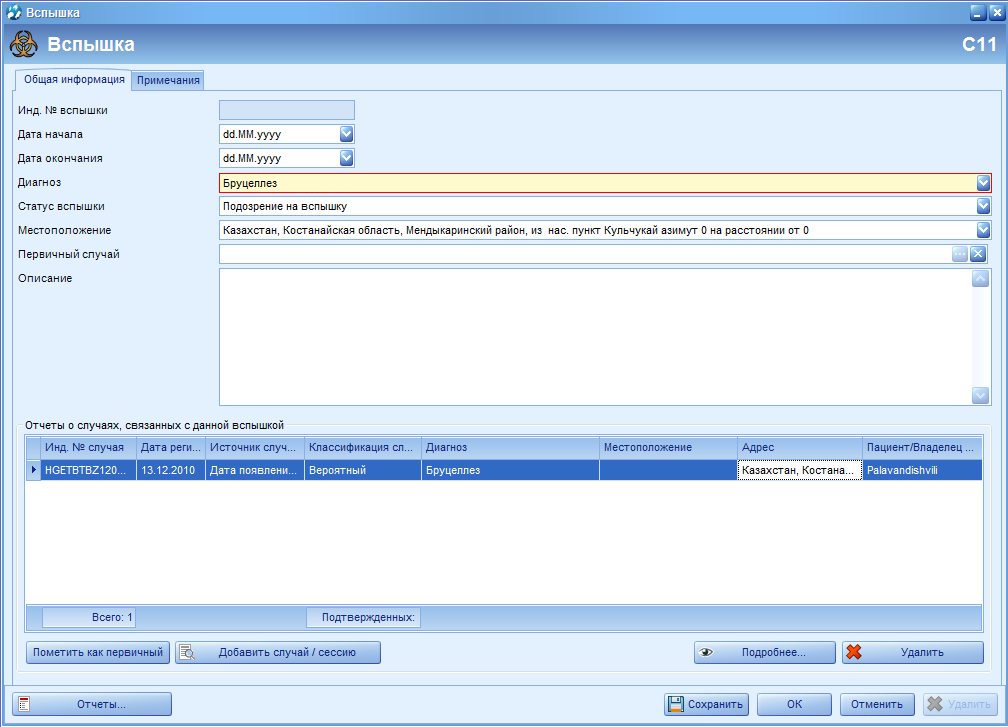 Вспышка
Вспышка C11
Общая информация Примечания
Инд. № вспышки
Дата начала dd.MM.yyyy
Дата окончания dd.MM.yyyy
Диагноз Бруцеллез
Статус вспышки Подозрение на вспышку
Местоположение Казахстан, Костанайская область, Мендыкаринский район, из нас. пункт Кульчукай азимут 0 на расстоянии от 0
Первичный случай
Описание
Отчеты о случаях, связанных с данной вспышкой
Инд. № случая Дата реги... Источник случ... Классификация сл... Диагноз Местоположение Адрес Пациент/Владелец ...
HGETBTBZ120... 13.12.2010 Дата появлени... Вероятный Бруцеллез Казахстан, Костана... Palavandishvili
Всего: 1 Подтвержденных:
Пометить как первичный Добавить случай / сессию Подробнее... Удалить
Отчеты... Сохранить ОК Отменить Удалить